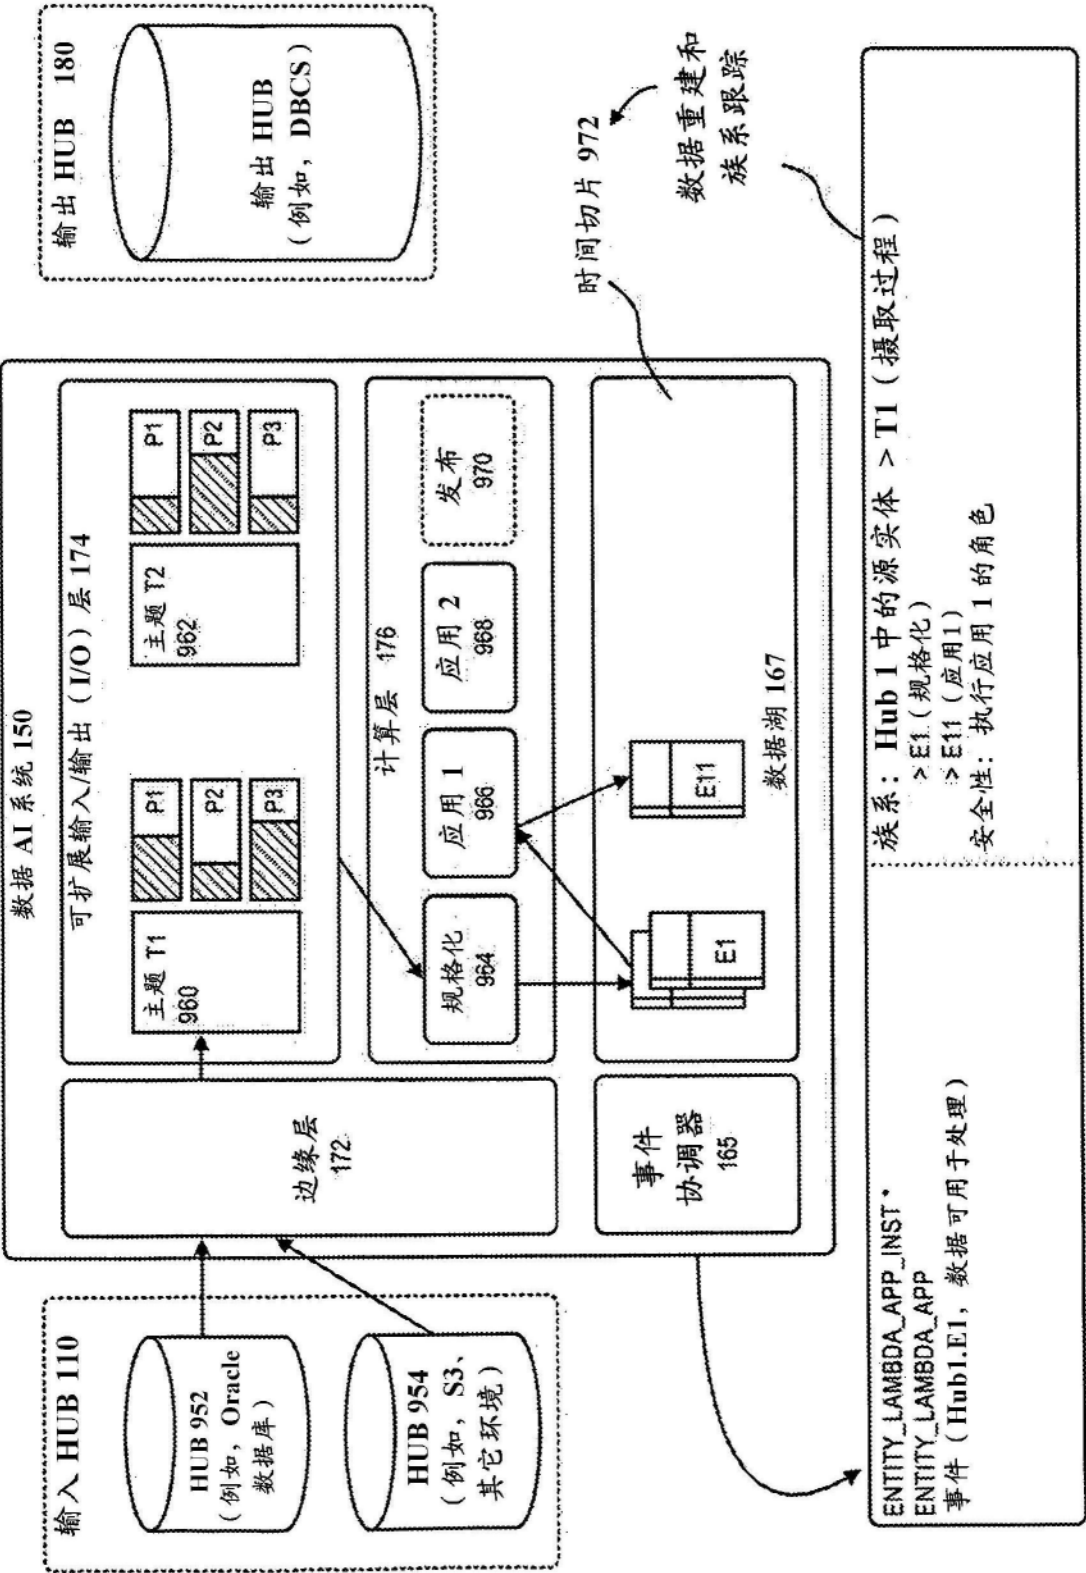 输入 HUB 110
HUB 952
(例如, Oracle
数据库)
HUB 954
(例如, S3、
其它环境)
数据 AI 系统 150
边缘层
172
可扩展输入/输出 (I/O) 层 174
主题 T1
960
P1
P2
P3
主题 T2
962
P1
P2
P3
计算层 176
规格化
964
应用 1
966
应用 2
968
发布
970
事件
协调器
165
E1
E11
数据湖 167
输出 HUB 180
输出 HUB
(例如, DBCS)
时间切片 972
数据重建和
族系跟踪
ENTITY_LAMBDA_APP_INST *
ENTITY_LAMBDA_APP
事件 (Hub1.E1, 数据可用于处理)
族系: Hub 1 中的源实体 > T1 (摄取过程)
> E1 (规格化)
> E11 (应用1)
安全性: 执行应用 1 的角色